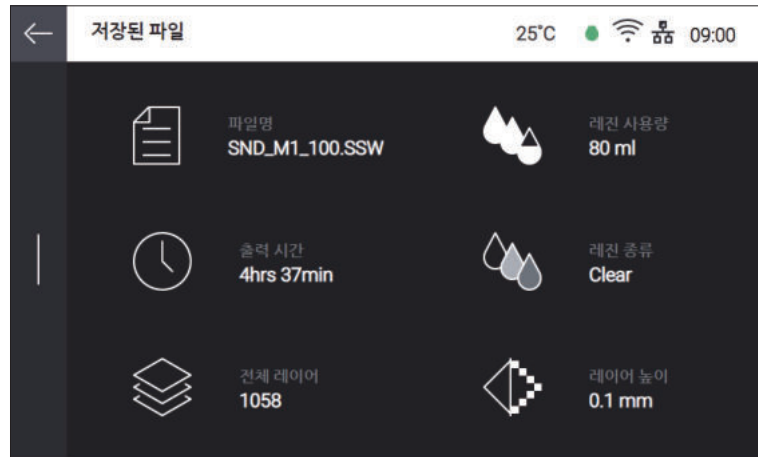 저장된 파일
25°C
09:00
파일명
SND_M1_100.SSW
레진 사용량
80 ml
출력 시간
4hrs 37min
레진 종류
Clear
전체 레이어
1058
레이어 높이
0.1 mm